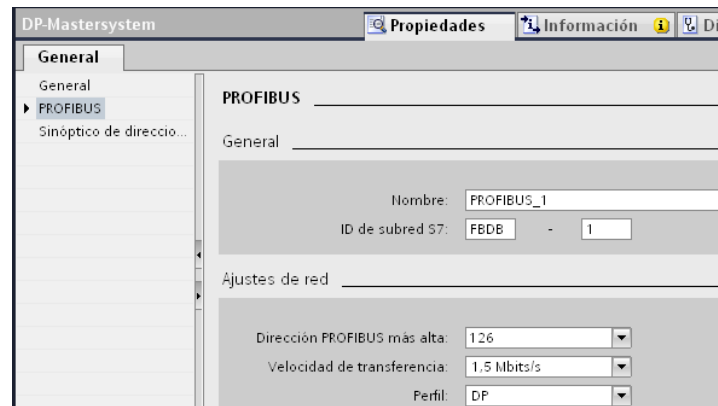 DP-Mastersystem
Propiedades
Información
General
General
PROFIBUS
Sinóptico de direccio...
PROFIBUS
General
Nombre: PROFIBUS_1
ID de subred S7: FBDB - 1
Ajustes de red
Dirección PROFIBUS más alta: 126
Velocidad de transferencia: 1,5 Mbits/s
Perfil: DP